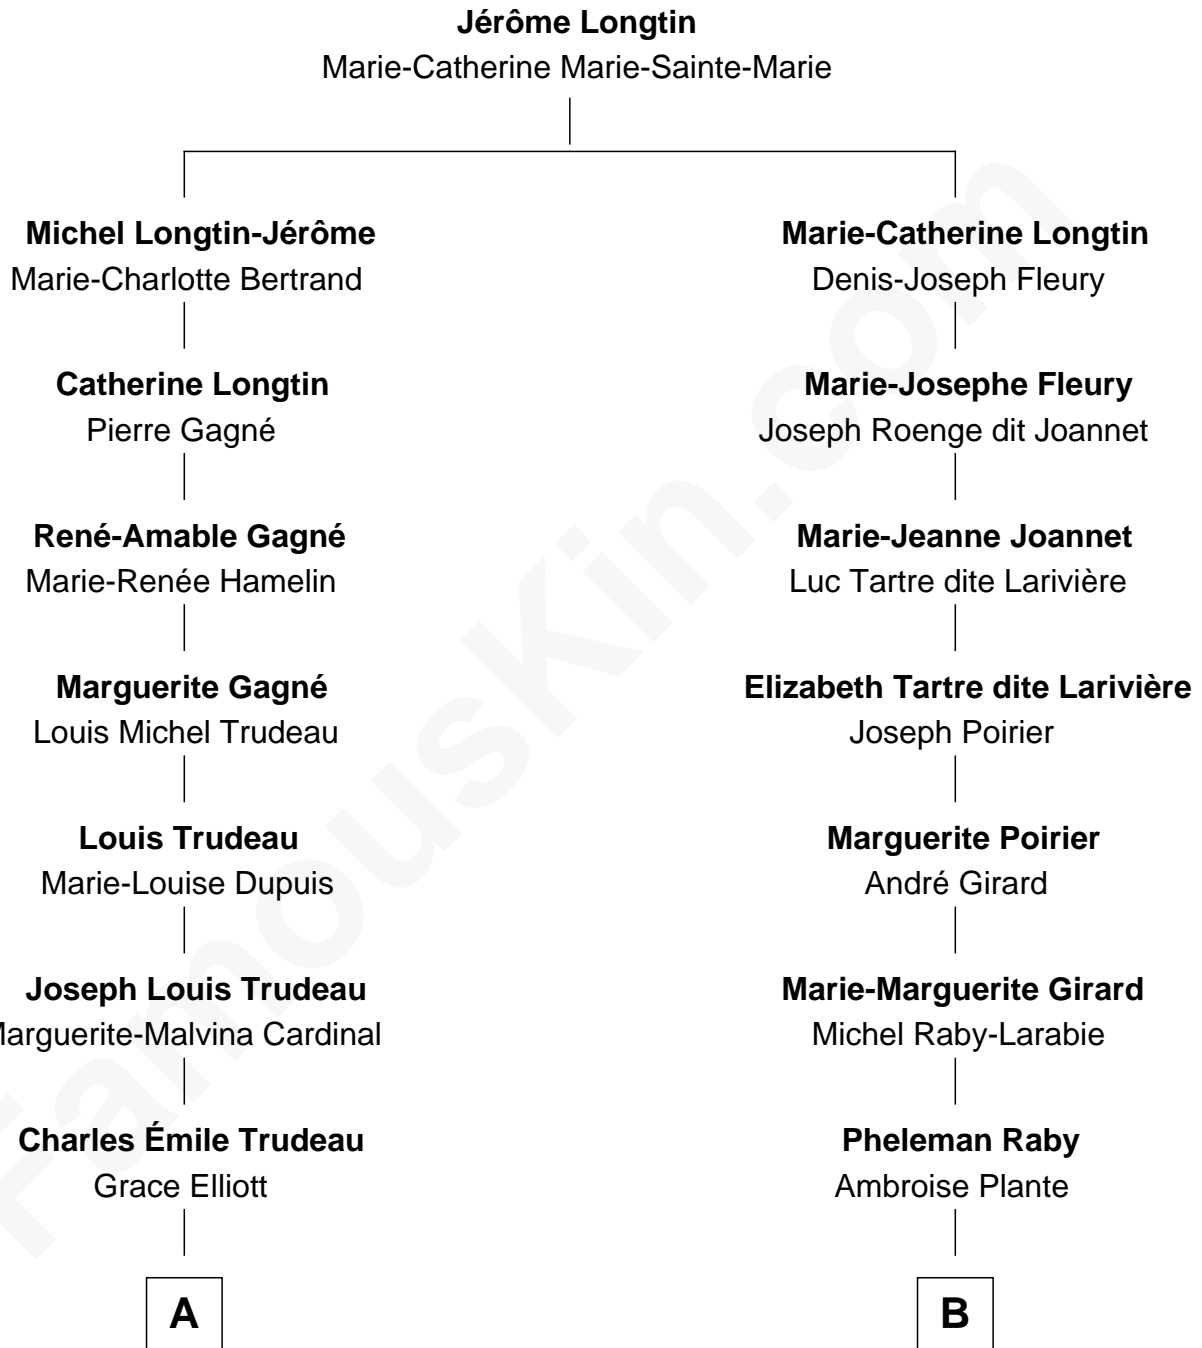 Jérôme Longtin
Marie-Catherine Marie-Sainte-Marie
Michel Longtin-Jérôme
Marie-Charlotte Bertrand
Catherine Longtin
Pierre Gagné
René-Amable Gagné
Marie-Renée Hamelin
Marguerite Gagné
Louis Michel Trudeau
Louis Trudeau
Marie-Louise Dupuis
Joseph Louis Trudeau
Marguerite-Malvina Cardinal
Charles Émile Trudeau
Grace Elliott
A
Marie-Catherine Longtin
Denis-Joseph Fleury
Marie-Josephe Fleury
Joseph Roenge dit Joannet
Marie-Jeanne Joannet
Luc Tartre dite Larivière
Elizabeth Tartre dite Larivière
Joseph Poirier
Marguerite Poirier
André Girard
Marie-Marguerite Girard
Michel Raby-Larabie
Pheleman Raby
Ambroise Plante
B
FamousKin.com